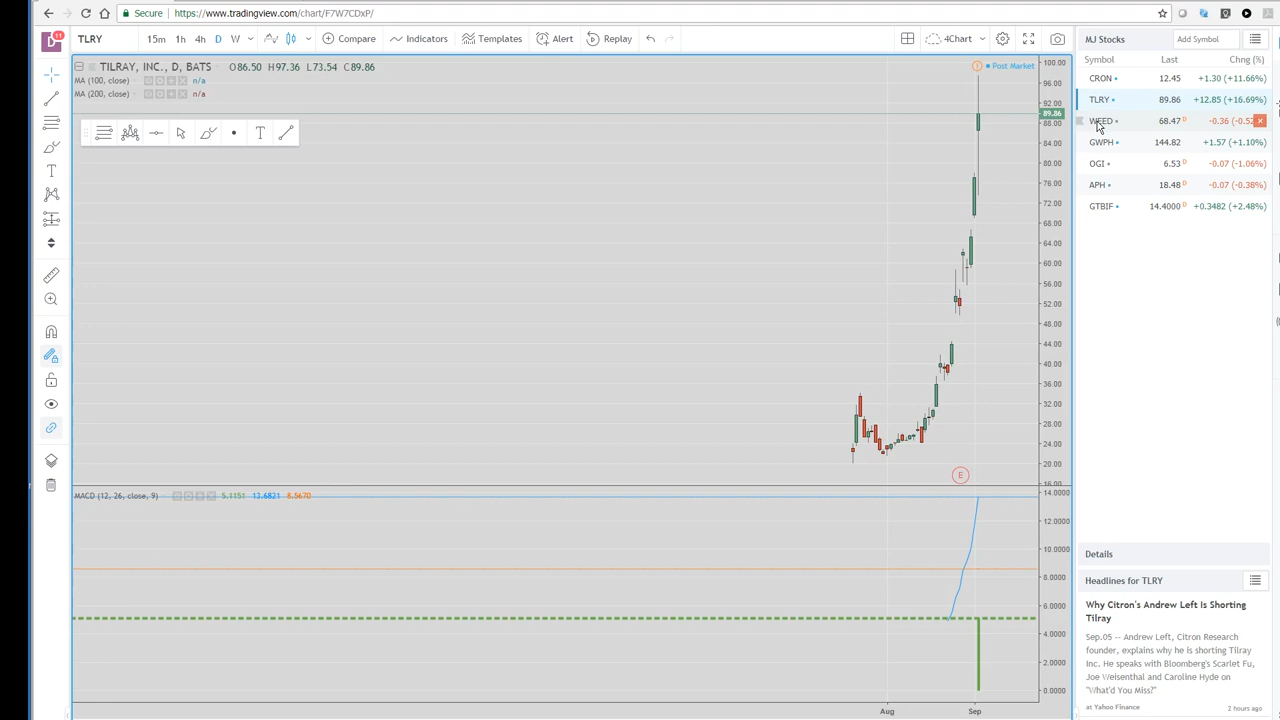 Secure https://www.tradingview.com/chart/F7W7CDxP/
D 11 TLRY 15m 1h 4h D W Compare Indicators Templates Alert Replay 4Chart
TILRAY, INC., D, BATS O86.50 H97.36 L73.54 C89.86
MA (100, close) n/a
MA (200, close) n/a
Post Market
100.00
96.00
92.00
89.86
88.00
84.00
80.00
76.00
72.00
68.00
64.00
60.00
56.00
52.00
48.00
44.00
40.00
36.00
32.00
28.00
24.00
20.00
16.00
E
MACD (12, 26, close, 9) 5.1151 13.6821 8.5670
14.0000
12.0000
10.0000
8.0000
6.0000
4.0000
2.0000
0.0000
Aug Sep
MJ Stocks Add Symbol
Symbol Last Chng (%)
CRON 12.45 +1.30 (+11.66%)
TLRY 89.86 +12.85 (+16.69%)
WEED 68.47 D -0.36 (-0.52
GWPH 144.82 +1.57 (+1.10%)
OGI 6.53 D -0.07 (-1.06%)
APH 18.48 D -0.07 (-0.38%)
GTBIF 14.4000 D +0.3482 (+2.48%)
Details
Headlines for TLRY
Why Citron's Andrew Left Is Shorting
Tilray
Sep.05 -- Andrew Left, Citron Research
founder, explains why he is shorting Tilray
Inc. He speaks with Bloomberg's Scarlet Fu,
Joe Weisenthal and Caroline Hyde on
"What'd You Miss?"
at Yahoo Finance 2 hours ago